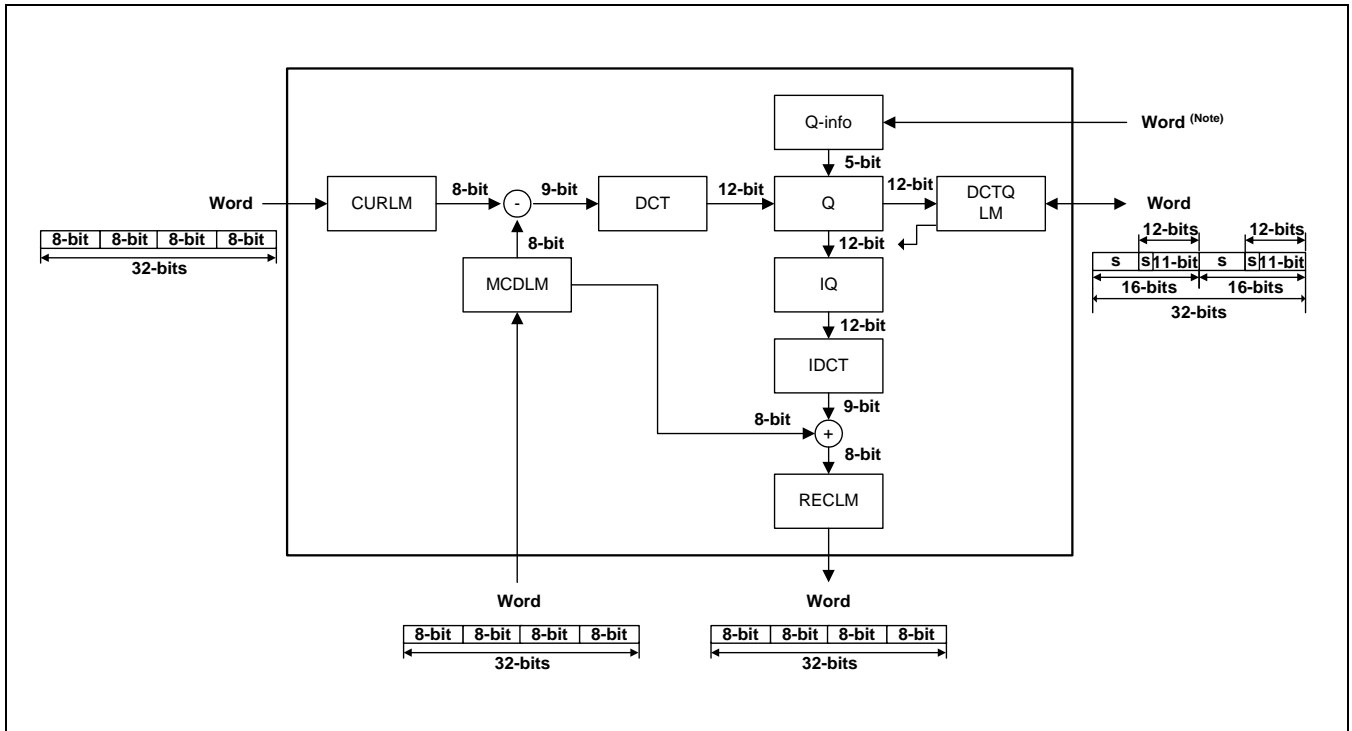 Q-info
Word (Note)
5-bit
Word
CURLM
8-bit
-
9-bit
DCT
12-bit
Q
12-bit
DCTQ
LM
Word
8-bit 8-bit 8-bit 8-bit
32-bits
8-bit
12-bit
12-bits 12-bits
s s 11-bit s s 11-bit
16-bits 16-bits
32-bits
MCDLM
IQ
12-bit
IDCT
9-bit
8-bit
+
8-bit
RECLM
Word
8-bit 8-bit 8-bit 8-bit
32-bits
Word
8-bit 8-bit 8-bit 8-bit
32-bits